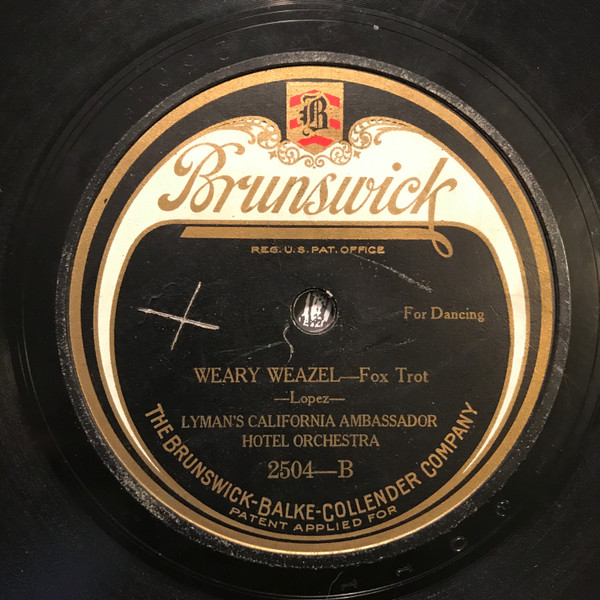 B
Brunswick
REG. U.S. PAT. OFFICE
For Dancing
WEARY WEAZEL—Fox Trot
—Lopez—
LYMAN'S CALIFORNIA AMBASSADOR
HOTEL ORCHESTRA
2504—B
THE BRUNSWICK-BALKE-COLLENDER COMPANY
PATENT APPLIED FOR